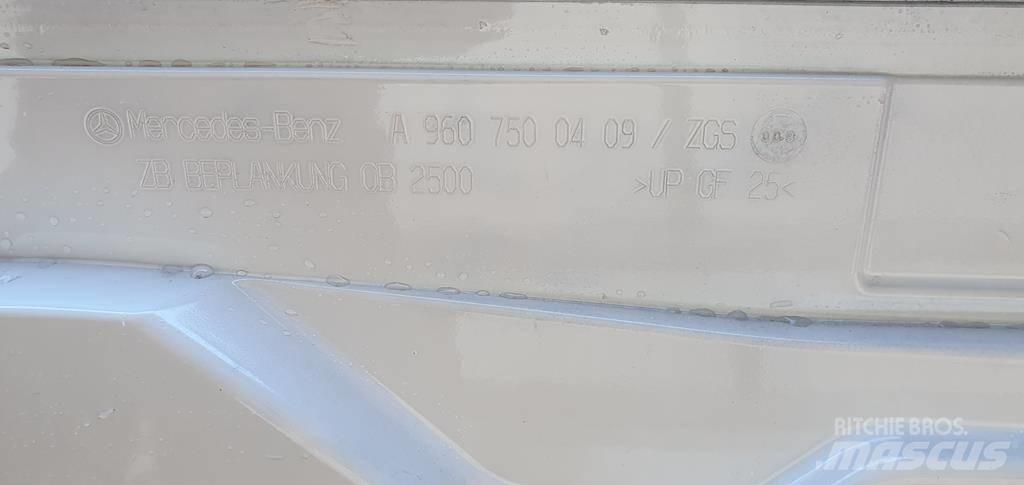 Mercedes-Benz A 960 750 04 09 / ZGS
ZB BEPLANKUNG OB 2500 >UP GF 25<
RITCHIE BROS.
MASCUS